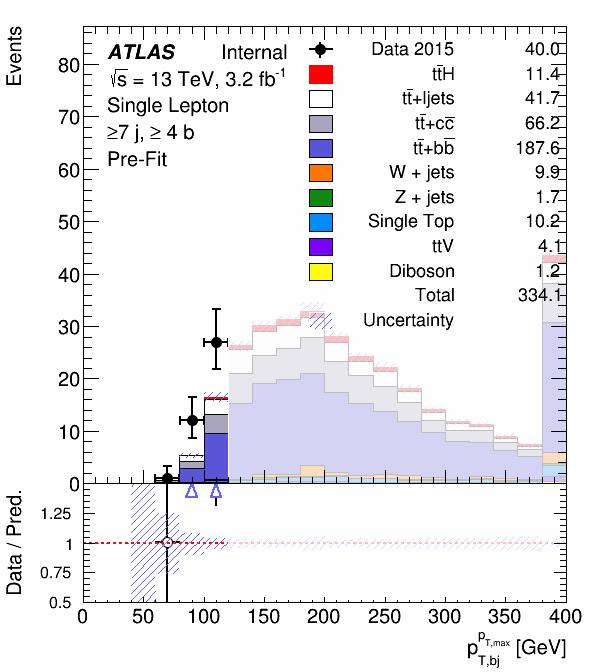 Events
ATLAS Internal
√s = 13 TeV, 3.2 fb⁻¹
Single Lepton
≥7 j, ≥ 4 b
Pre-Fit
Data 2015 40.0
tt̄H 11.4
tt̄+ljets 41.7
tt̄+cc̄ 66.2
tt̄+bb̄ 187.6
W + jets 9.9
Z + jets 1.7
Single Top 10.2
ttV 4.1
Diboson 1.2
Total 334.1
Uncertainty
80
70
60
50
40
30
20
10
0
Data / Pred.
1.25
1
0.75
0.5
0 50 100 150 200 250 300 350 400
p_{T,bj}^{p_{T,max}} [GeV]